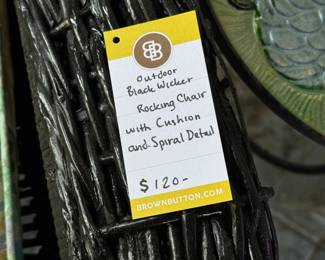 BB
Outdoor
Black Wicker
Rocking Chair
with Cushion
and Spiral Detail
$120-
BROWNBUTTON.COM